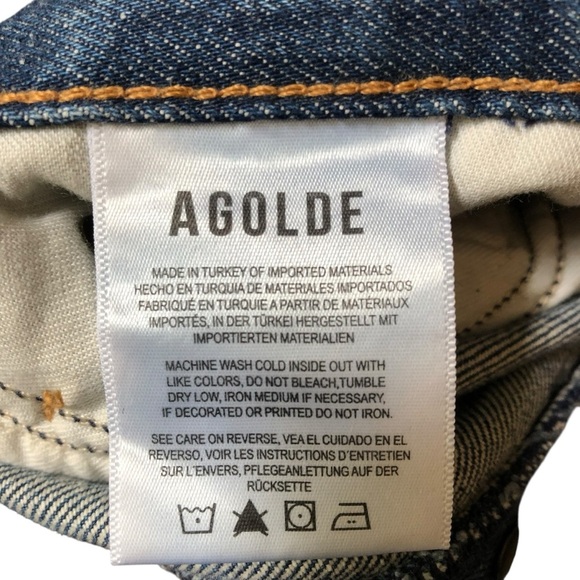 AGOLDE
MADE IN TURKEY OF IMPORTED MATERIALS
HECHO EN TURQUIA DE MATERIALES IMPORTADOS
FABRIQUÉ EN TURQUIE A PARTIR DE MATÉRIAUX
IMPORTÉS, IN DER TÜRKEI HERGESTELLT MIT
IMPORTIERTEN MATERIALIEN
MACHINE WASH COLD INSIDE OUT WITH
LIKE COLORS, DO NOT BLEACH,TUMBLE
DRY LOW, IRON MEDIUM IF NECESSARY,
IF DECORATED OR PRINTED DO NOT IRON.
SEE CARE ON REVERSE, VEA EL CUIDADO EN EL
REVERSO, VOIR LES INSTRUCTIONS D'ENTRETIEN
SUR L'ENVERS, PFLEGEANLEITUNG AUF DER
RÜCKSETTE